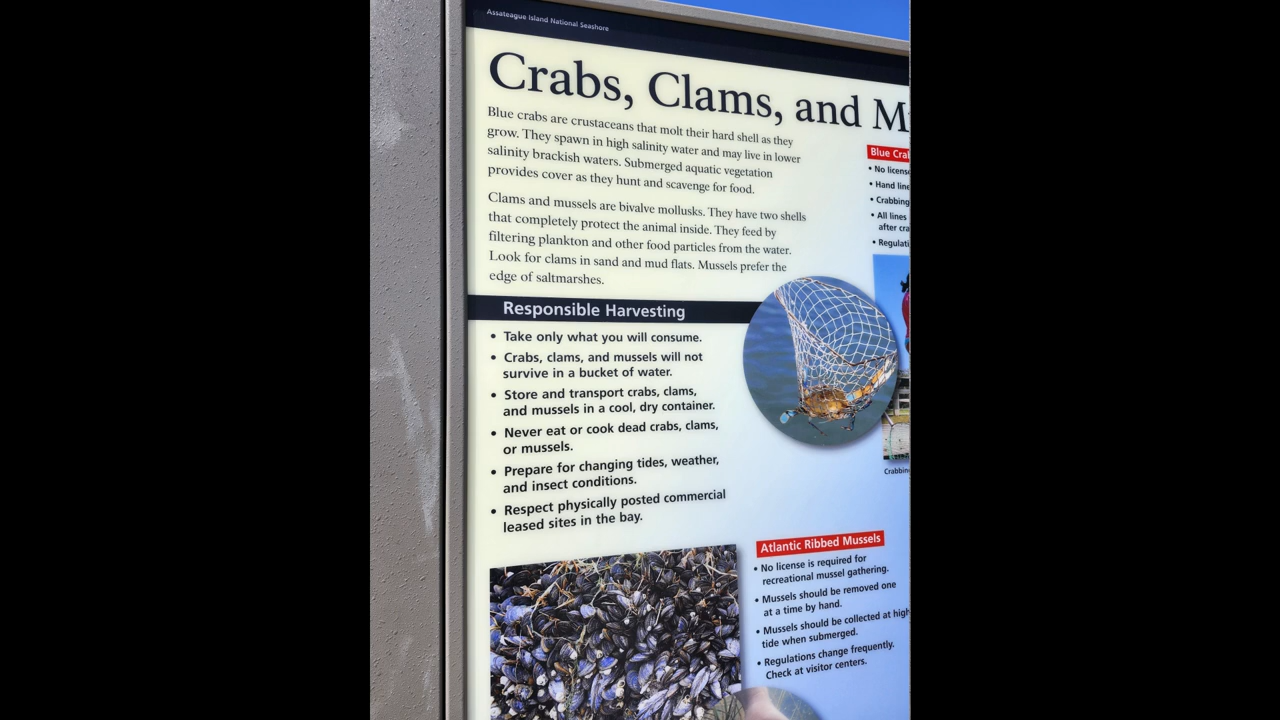 Assateague Island National Seashore
Crabs, Clams, and M
Blue crabs are crustaceans that molt their hard shell as they
grow. They spawn in high salinity water and may live in lower
salinity brackish waters. Submerged aquatic vegetation
provides cover as they hunt and scavenge for food.
Clams and mussels are bivalve mollusks. They have two shells
that completely protect the animal inside. They feed by
filtering plankton and other food particles from the water.
Look for clams in sand and mud flats. Mussels prefer the
edge of saltmarshes.
Responsible Harvesting
• Take only what you will consume.
• Crabs, clams, and mussels will not
survive in a bucket of water.
• Store and transport crabs, clams,
and mussels in a cool, dry container.
• Never eat or cook dead crabs, clams,
or mussels.
• Prepare for changing tides, weather,
and insect conditions.
• Respect physically posted commercial
leased sites in the bay.
Blue Cra
• No licens
• Hand line
• Crabbing
• All lines
after cra
• Regulati
Crabbin
Atlantic Ribbed Mussels
• No license is required for
recreational mussel gathering.
• Mussels should be removed one
at a time by hand.
• Mussels should be collected at high
tide when submerged.
• Regulations change frequently.
Check at visitor centers.